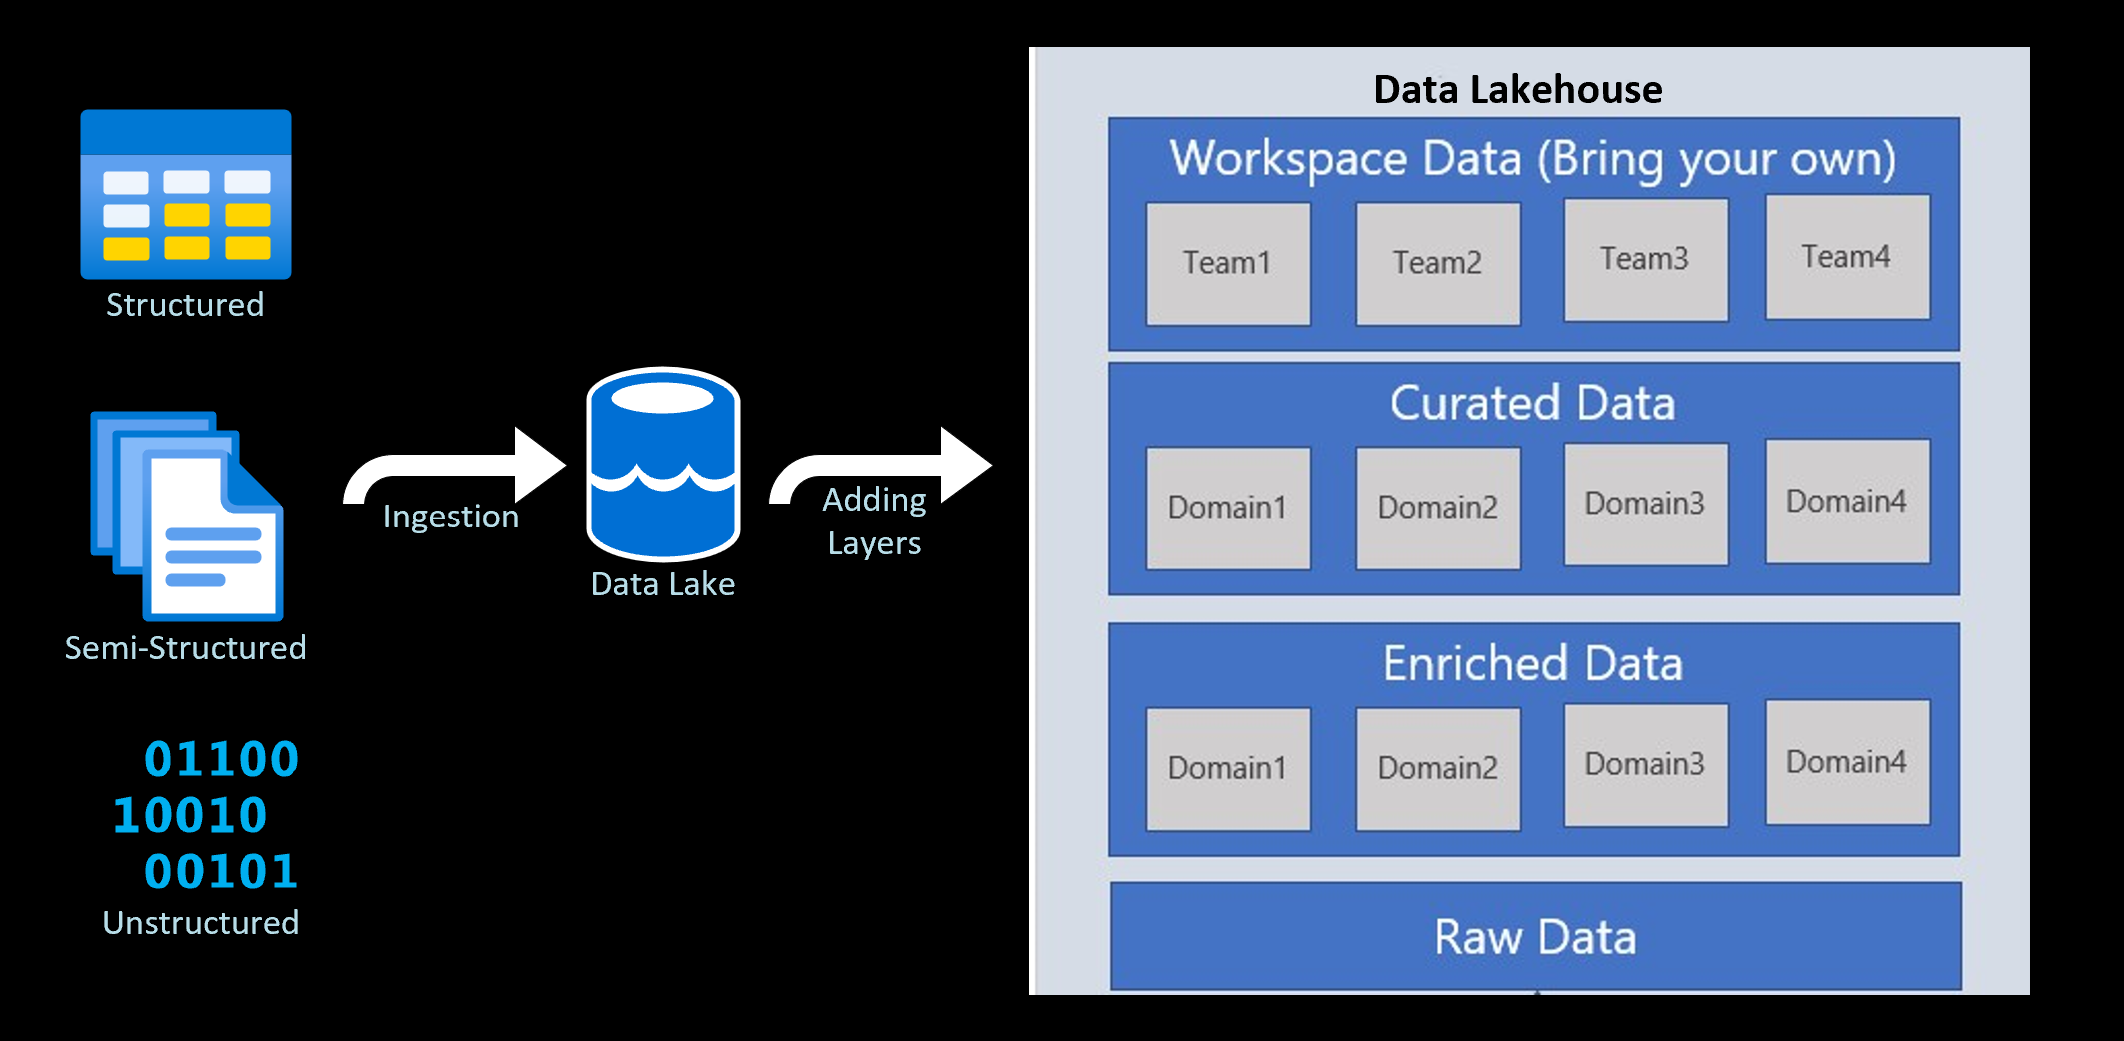 Structured
Semi-Structured
01100
10010
00101
Unstructured
Ingestion
Data Lake
Adding
Layers
Data Lakehouse
Workspace Data (Bring your own)
Team1 Team2 Team3 Team4
Curated Data
Domain1 Domain2 Domain3 Domain4
Enriched Data
Domain1 Domain2 Domain3 Domain4
Raw Data